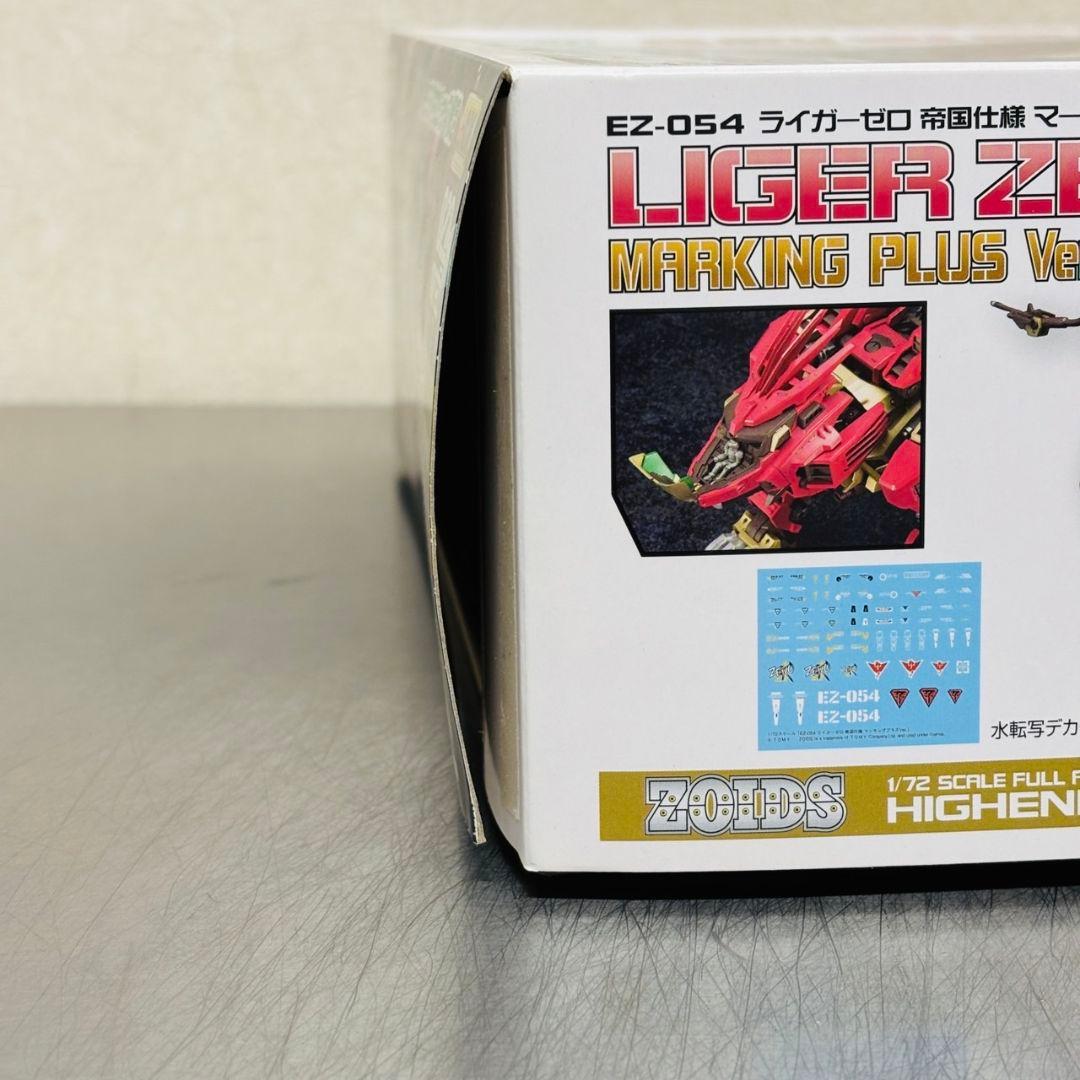 EZ-054 ライガーゼロ 帝国仕様 マー
LIGER ZE
MARKING PLUS Ve
EZ-054
EZ-054
水転写デカ
ZOIDS
1/72 SCALE FULL
HIGHEN